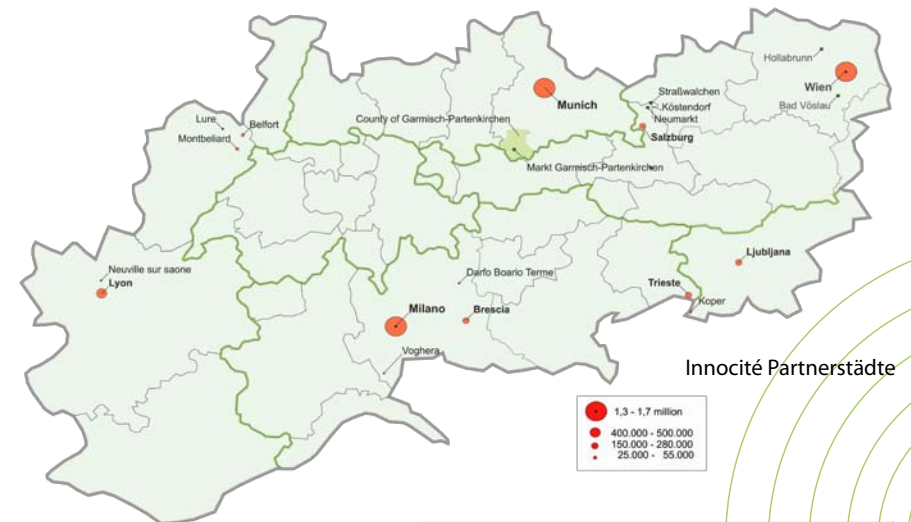 Hollabrunn
Wien
Bad Vöslau
Straßwalchen
Köstendorf
Neumarkt
Salzburg
Munich
County of Garmisch-Partenkirchen
Markt Garmisch-Partenkirchen
Lure
Belfort
Montbeliard
Neuville sur saone
Lyon
Darfo Boario Terme
Milano
Brescia
Voghera
Ljubljana
Trieste
Koper
Innocité Partnerstädte
1,3 - 1,7 million
400.000 - 500.000
150.000 - 280.000
25.000 - 55.000